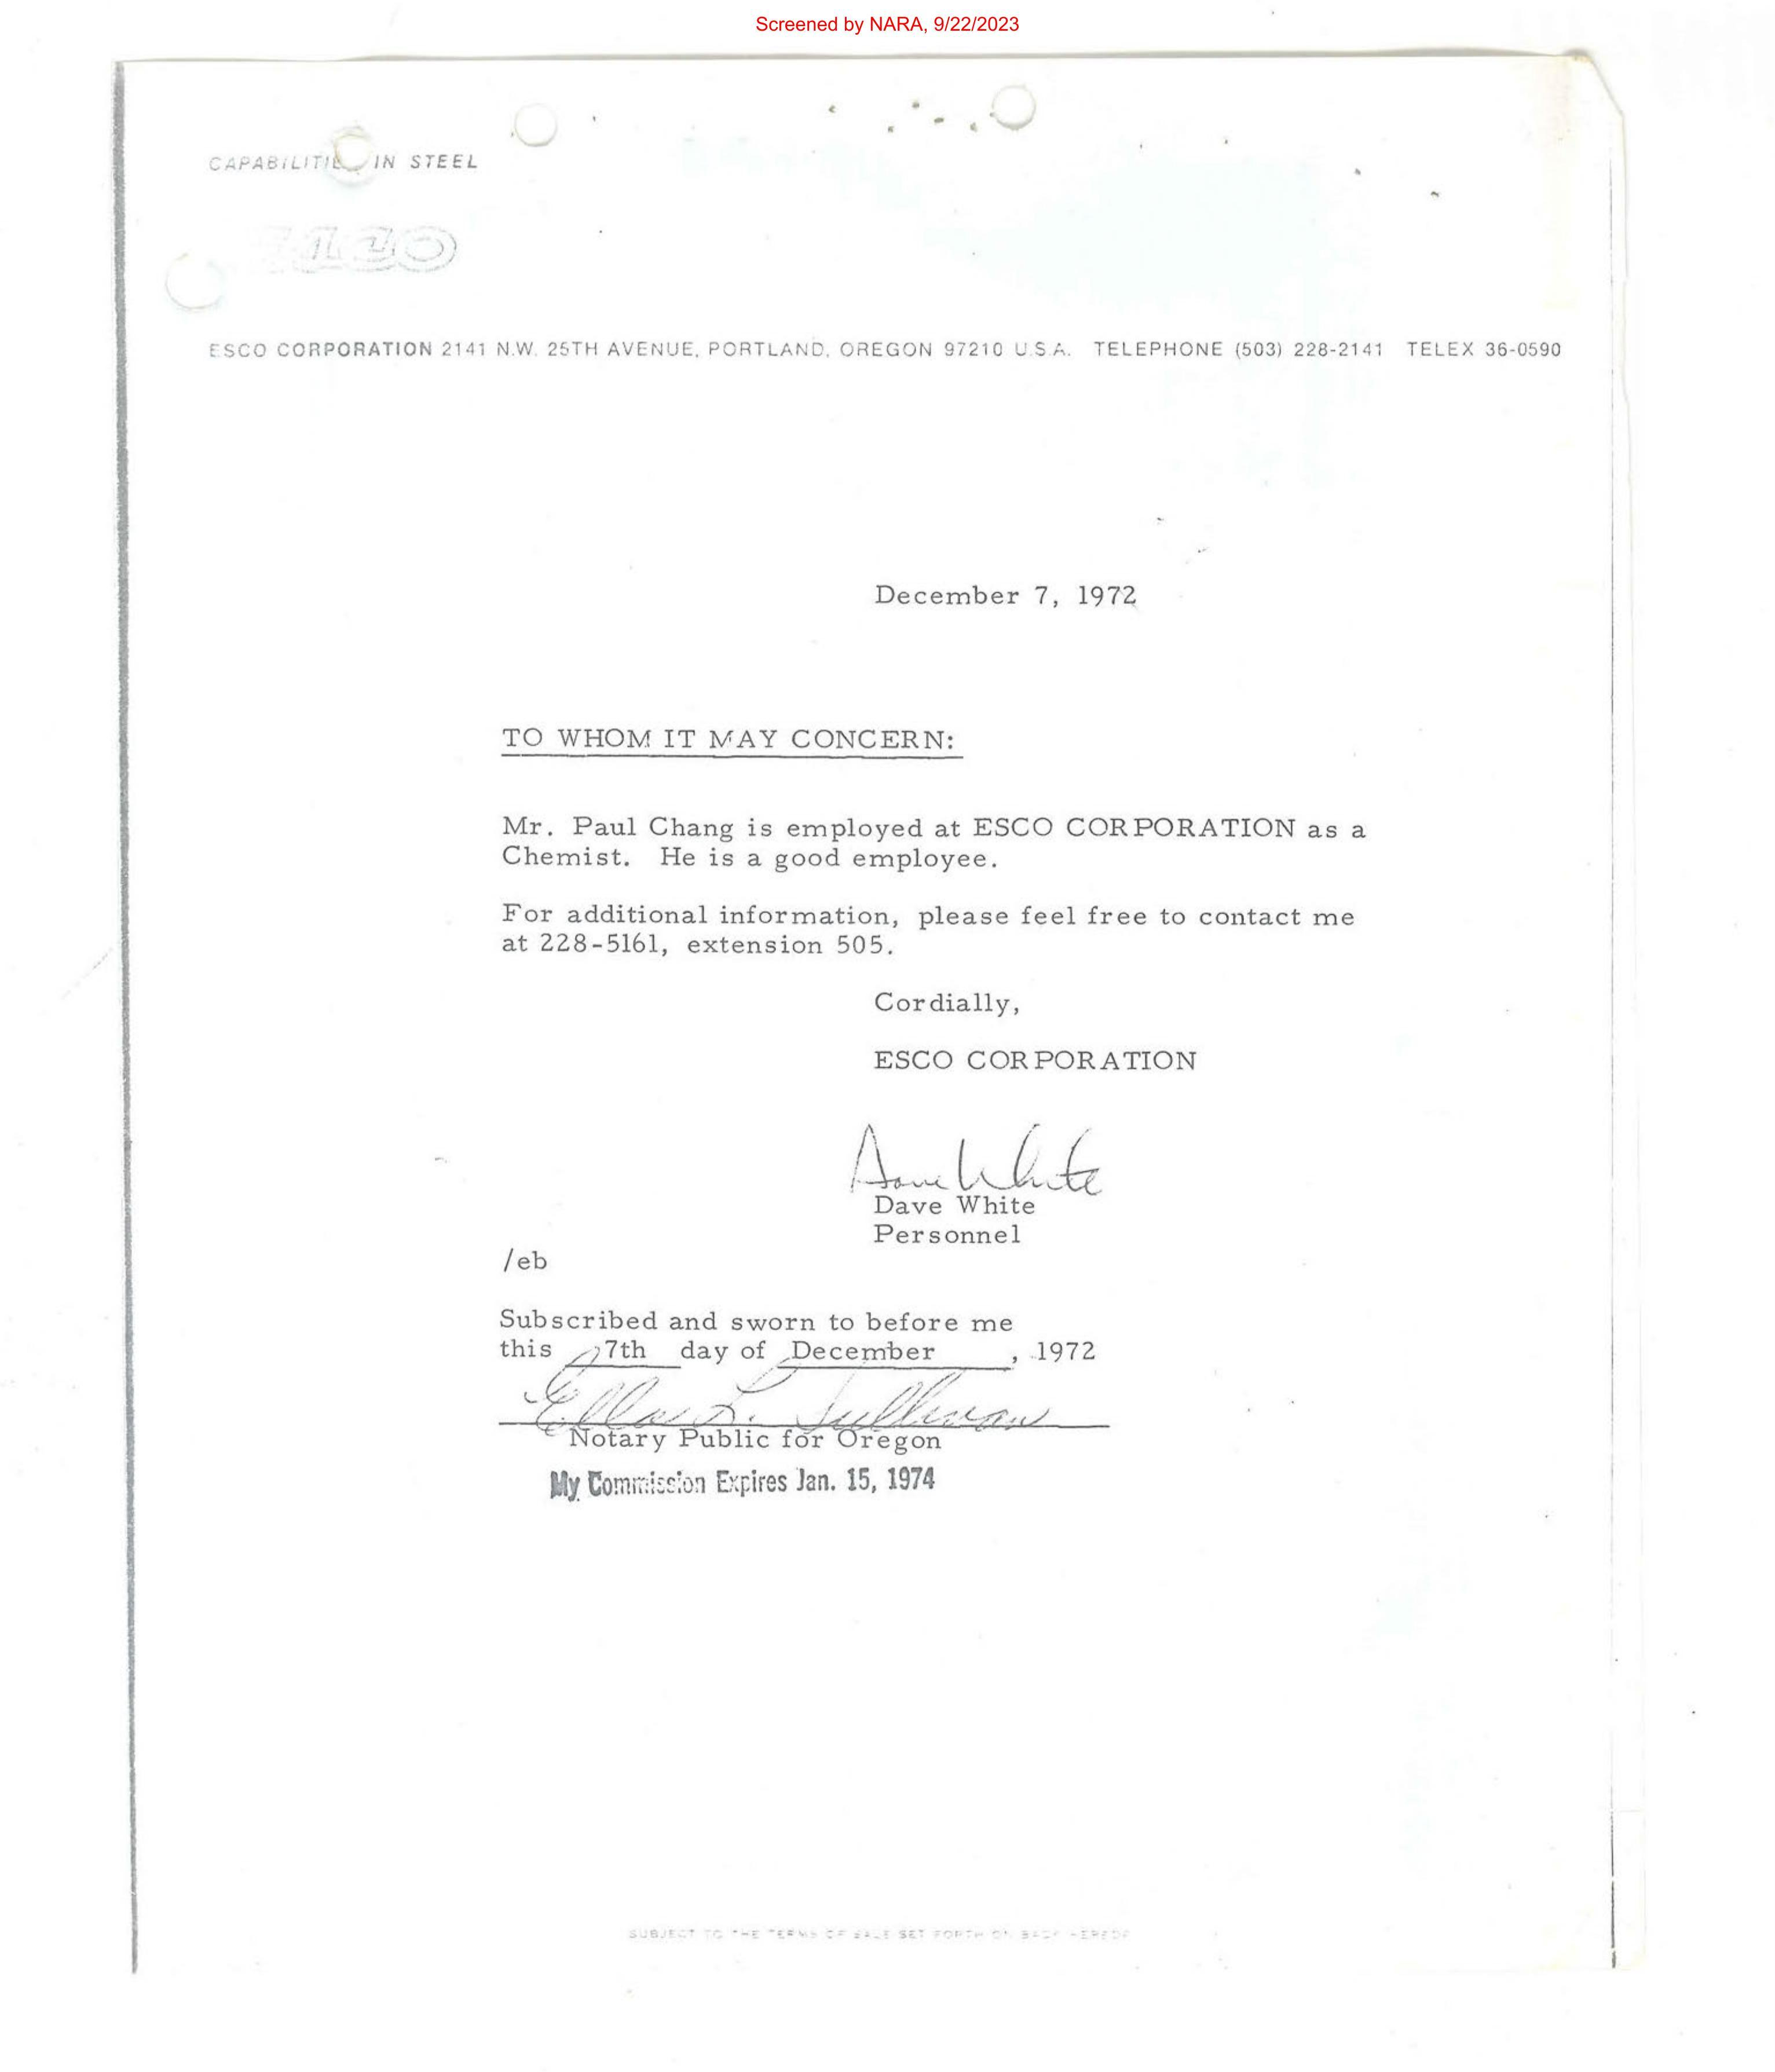 Screened by NARA, 9/22/2023
CAPABILITIE IN STEEL
ESCO CORPORATION 2141 N.W. 25TH AVENUE, PORTLAND, OREGON 97210 U.S.A. TELEPHONE (503) 228-2141 TELEX 36-0590
December 7, 1972
TO WHOM IT MAY CONCERN:
Mr. Paul Chang is employed at ESCO CORPORATION as a
Chemist. He is a good employee.
For additional information, please feel free to contact me
at 228-5161, extension 505.
Cordially,
ESCO CORPORATION
Dave White
Dave White
Personnel
/eb
Subscribed and sworn to before me
this 7th day of December , 1972
Ella L. Sullivan
Notary Public for Oregon
My Commission Expires Jan. 15, 1974
SUBJECT TO THE TERMS OF SALE SET FORTH ON BACK HEREOF